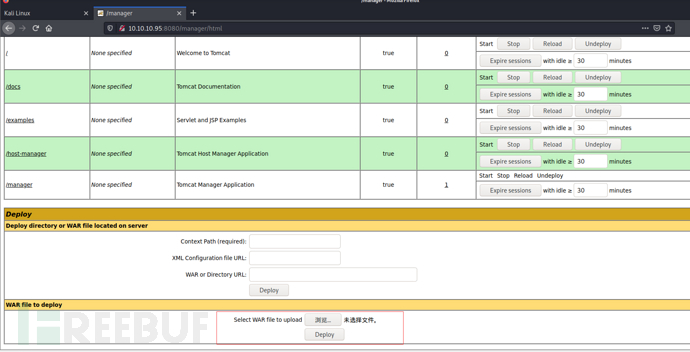 /manager - Mozilla Firefox
Kali Linux × /manager × +
10.10.10.95:8080/manager/html
/ None specified Welcome to Tomcat true 0 Start Stop Reload Undeploy
Expire sessions with idle ≥ 30 minutes
/docs None specified Tomcat Documentation true 0 Start Stop Reload Undeploy
Expire sessions with idle ≥ 30 minutes
/examples None specified Servlet and JSP Examples true 0 Start Stop Reload Undeploy
Expire sessions with idle ≥ 30 minutes
/host-manager None specified Tomcat Host Manager Application true 0 Start Stop Reload Undeploy
Expire sessions with idle ≥ 30 minutes
/manager None specified Tomcat Manager Application true 1 Start Stop Reload Undeploy
Expire sessions with idle ≥ 30 minutes
Deploy
Deploy directory or WAR file located on server
Context Path (required):
XML Configuration file URL:
WAR or Directory URL:
Deploy
WAR file to deploy
Select WAR file to upload 浏览... 未选择文件。
Deploy
FREEBUF